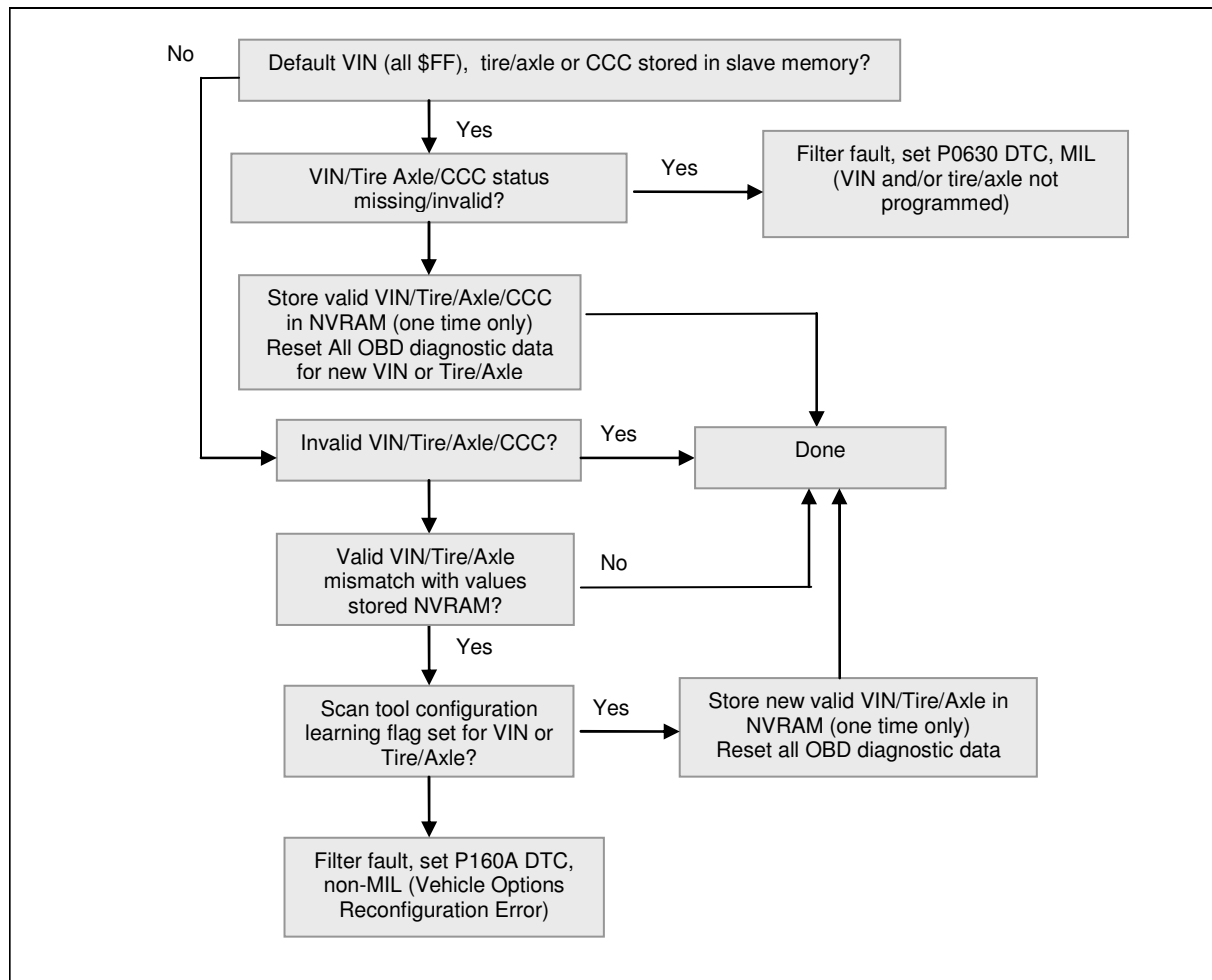 No
Default VIN (all $FF), tire/axle or CCC stored in slave memory?
Yes
VIN/Tire Axle/CCC status
missing/invalid?
Yes
Filter fault, set P0630 DTC, MIL
(VIN and/or tire/axle not
programmed)
Store valid VIN/Tire/Axle/CCC
in NVRAM (one time only)
Reset All OBD diagnostic data
for new VIN or Tire/Axle
Invalid VIN/Tire/Axle/CCC?
Yes
Done
Valid VIN/Tire/Axle
mismatch with values
stored NVRAM?
No
Yes
Scan tool configuration
learning flag set for VIN or
Tire/Axle?
Yes
Store new valid VIN/Tire/Axle in
NVRAM (one time only)
Reset all OBD diagnostic data
Filter fault, set P160A DTC,
non-MIL (Vehicle Options
Reconfiguration Error)